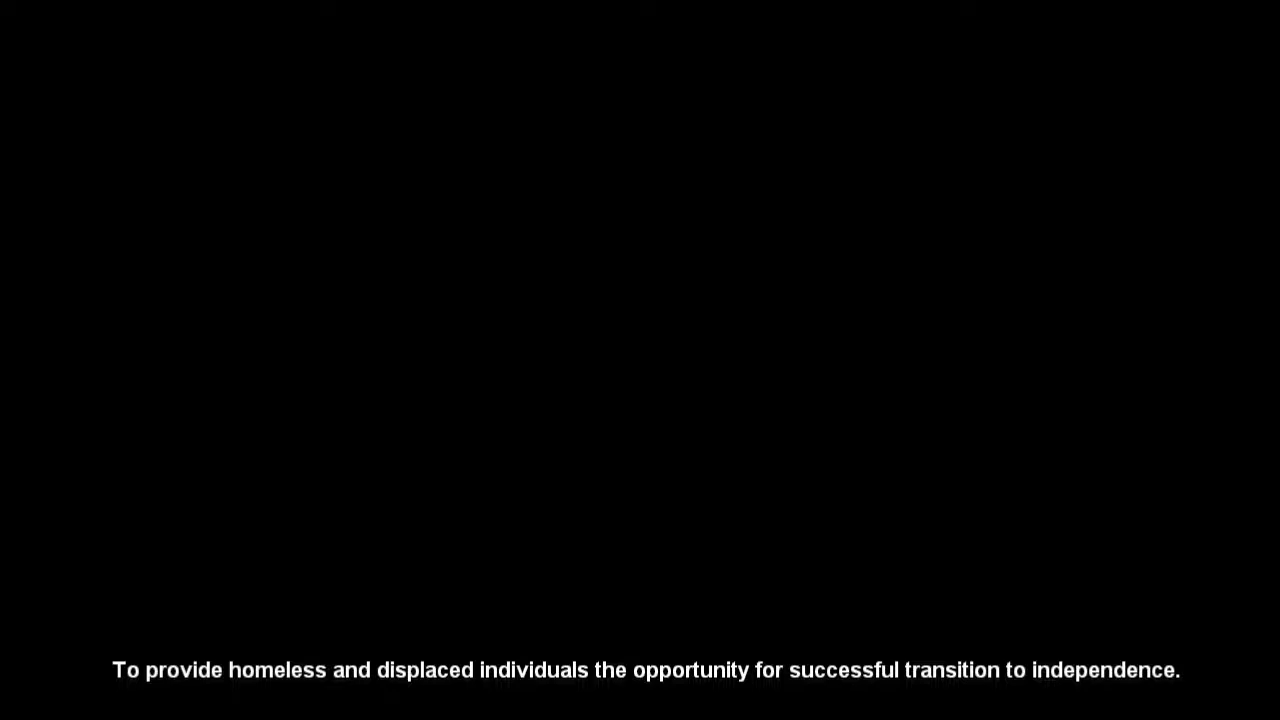 To provide homeless and displaced individuals the opportunity for successful transition to independence.